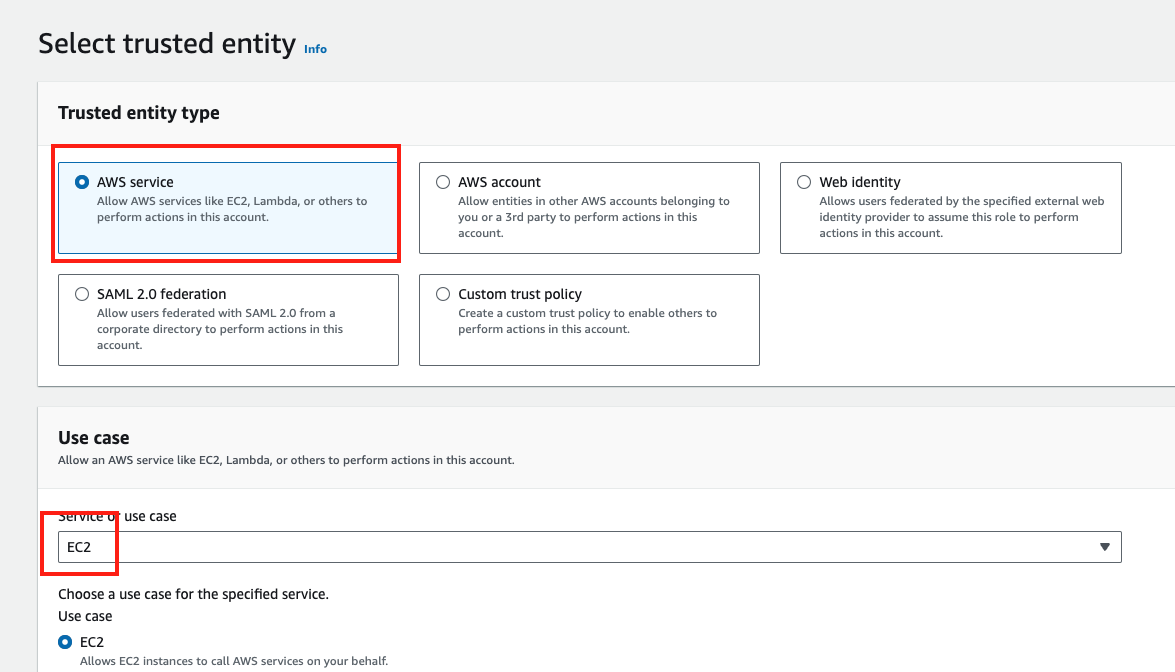 Select trusted entity Info
Trusted entity type
AWS service
Allow AWS services like EC2, Lambda, or others to
perform actions in this account.
AWS account
Allow entities in other AWS accounts belonging to
you or a 3rd party to perform actions in this
account.
Web identity
Allows users federated by the specified external web
identity provider to assume this role to perform
actions in this account.
SAML 2.0 federation
Allow users federated with SAML 2.0 from a
corporate directory to perform actions in this
account.
Custom trust policy
Create a custom trust policy to enable others to
perform actions in this account.
Use case
Allow an AWS service like EC2, Lambda, or others to perform actions in this account.
Service or use case
EC2
Choose a use case for the specified service.
Use case
EC2
Allows EC2 instances to call AWS services on your behalf.